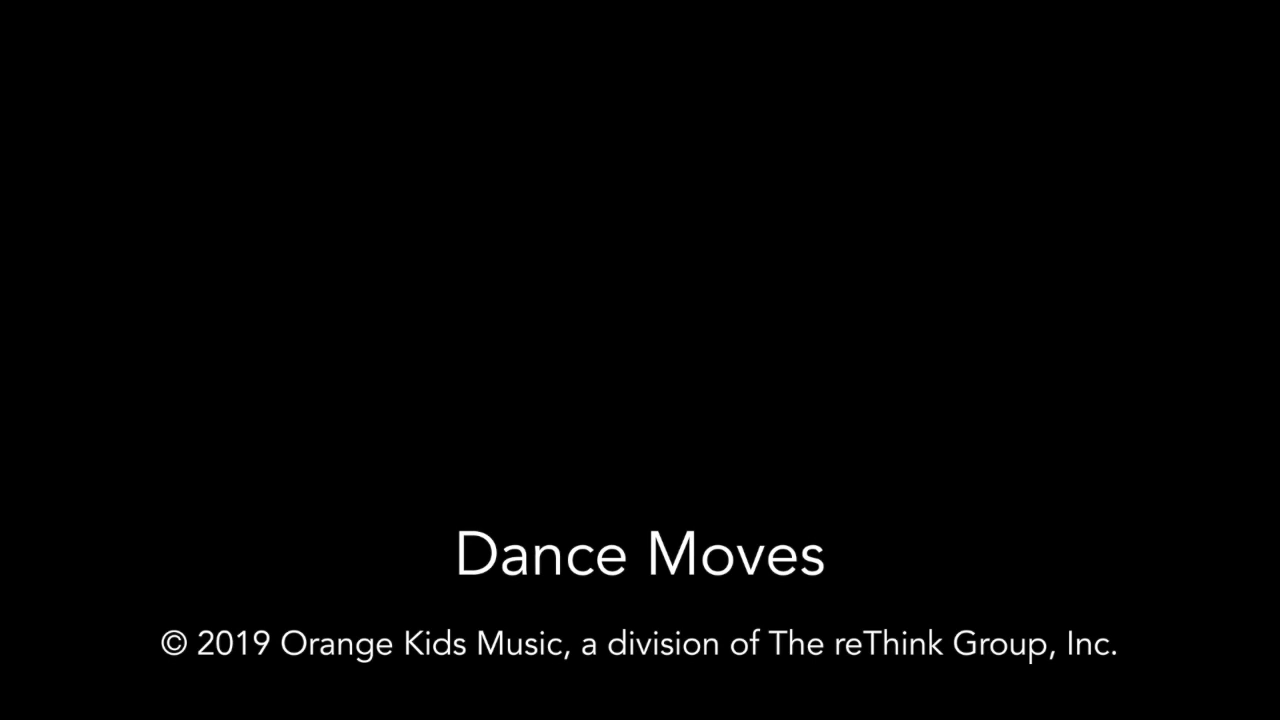 Dance Moves
© 2019 Orange Kids Music, a division of The reThink Group, Inc.